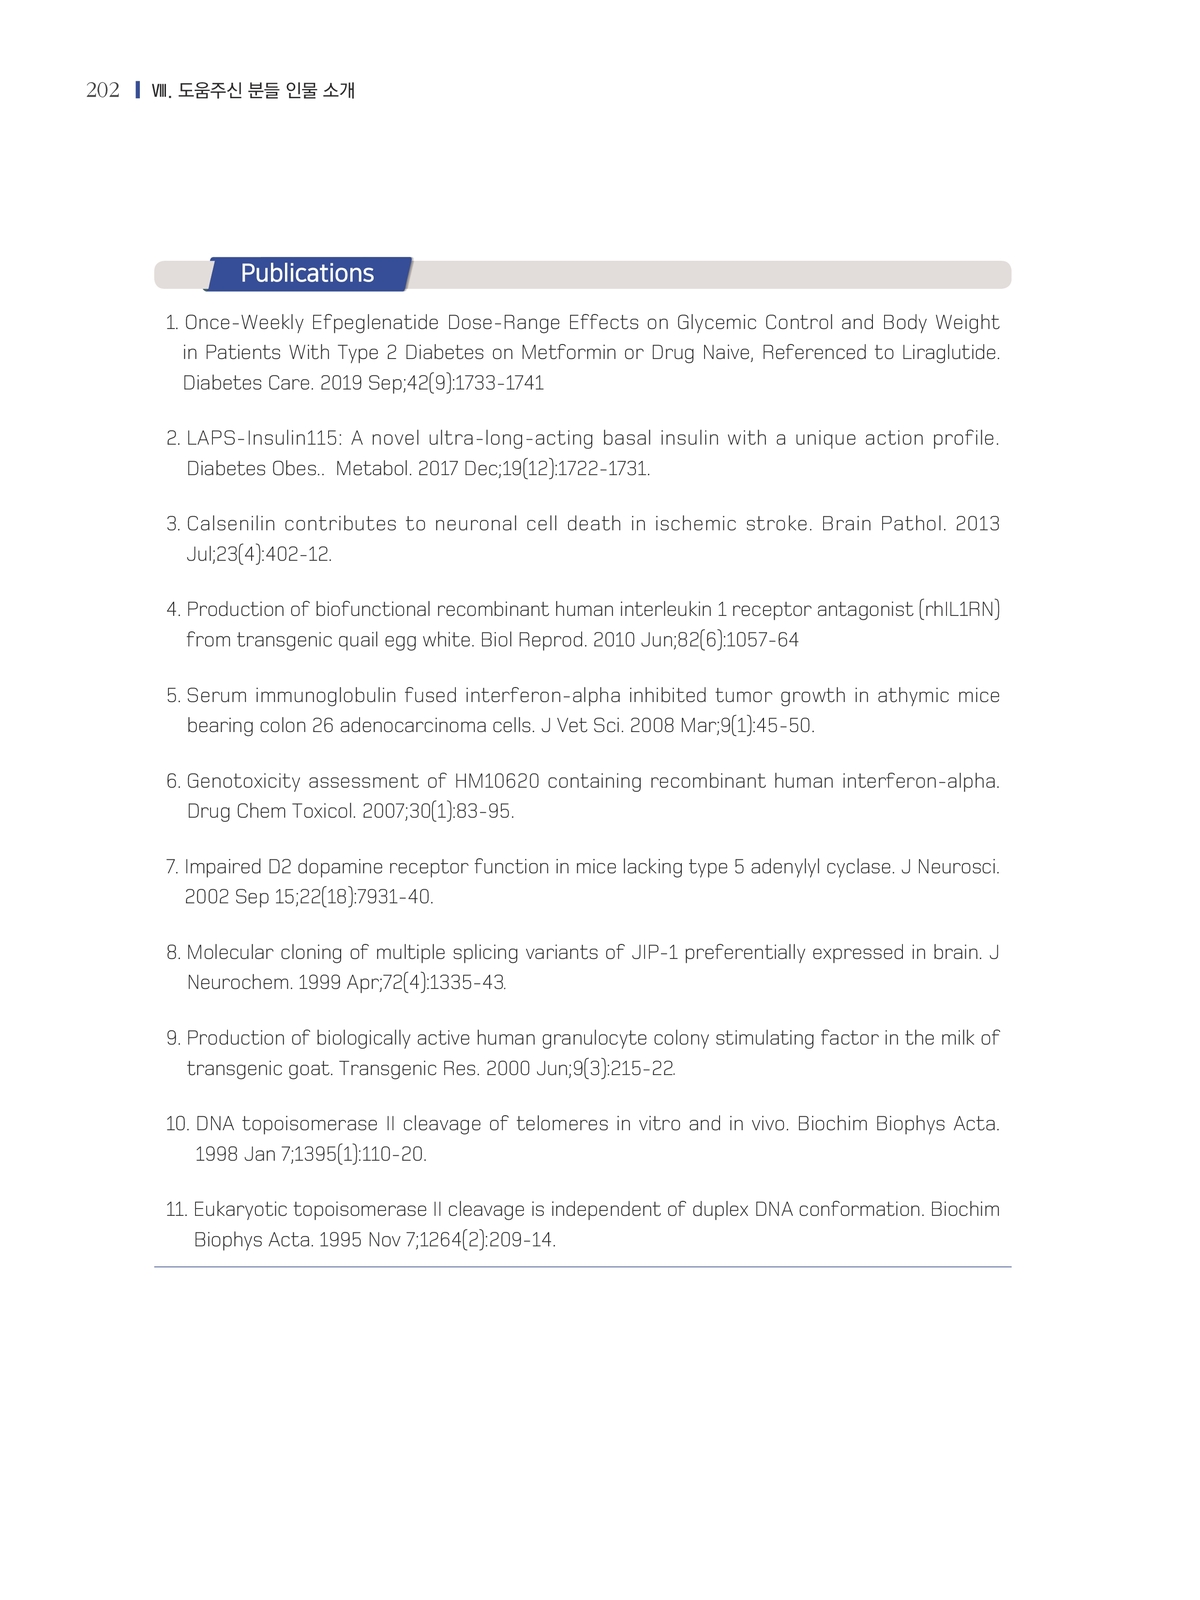 202 Ⅷ. 도움주신 분들 인물 소개
Publications
1. Once-Weekly Efpeglenatide Dose-Range Effects on Glycemic Control and Body Weight
in Patients With Type 2 Diabetes on Metformin or Drug Naive, Referenced to Liraglutide.
Diabetes Care. 2019 Sep;42(9):1733-1741
2. LAPS-Insulin115: A novel ultra-long-acting basal insulin with a unique action profile.
Diabetes Obes.. Metabol. 2017 Dec;19(12):1722-1731.
3. Calsenilin contributes to neuronal cell death in ischemic stroke. Brain Pathol. 2013
Jul;23(4):402-12.
4. Production of biofunctional recombinant human interleukin 1 receptor antagonist (rhIL1RN)
from transgenic quail egg white. Biol Reprod. 2010 Jun;82(6):1057-64
5. Serum immunoglobulin fused interferon-alpha inhibited tumor growth in athymic mice
bearing colon 26 adenocarcinoma cells. J Vet Sci. 2008 Mar;9(1):45-50.
6. Genotoxicity assessment of HM10620 containing recombinant human interferon-alpha.
Drug Chem Toxicol. 2007;30(1):83-95.
7. Impaired D2 dopamine receptor function in mice lacking type 5 adenylyl cyclase. J Neurosci.
2002 Sep 15;22(18):7931-40.
8. Molecular cloning of multiple splicing variants of JIP-1 preferentially expressed in brain. J
Neurochem. 1999 Apr;72(4):1335-43.
9. Production of biologically active human granulocyte colony stimulating factor in the milk of
transgenic goat. Transgenic Res. 2000 Jun;9(3):215-22.
10. DNA topoisomerase II cleavage of telomeres in vitro and in vivo. Biochim Biophys Acta.
1998 Jan 7;1395(1):110-20.
11. Eukaryotic topoisomerase II cleavage is independent of duplex DNA conformation. Biochim
Biophys Acta. 1995 Nov 7;1264(2):209-14.